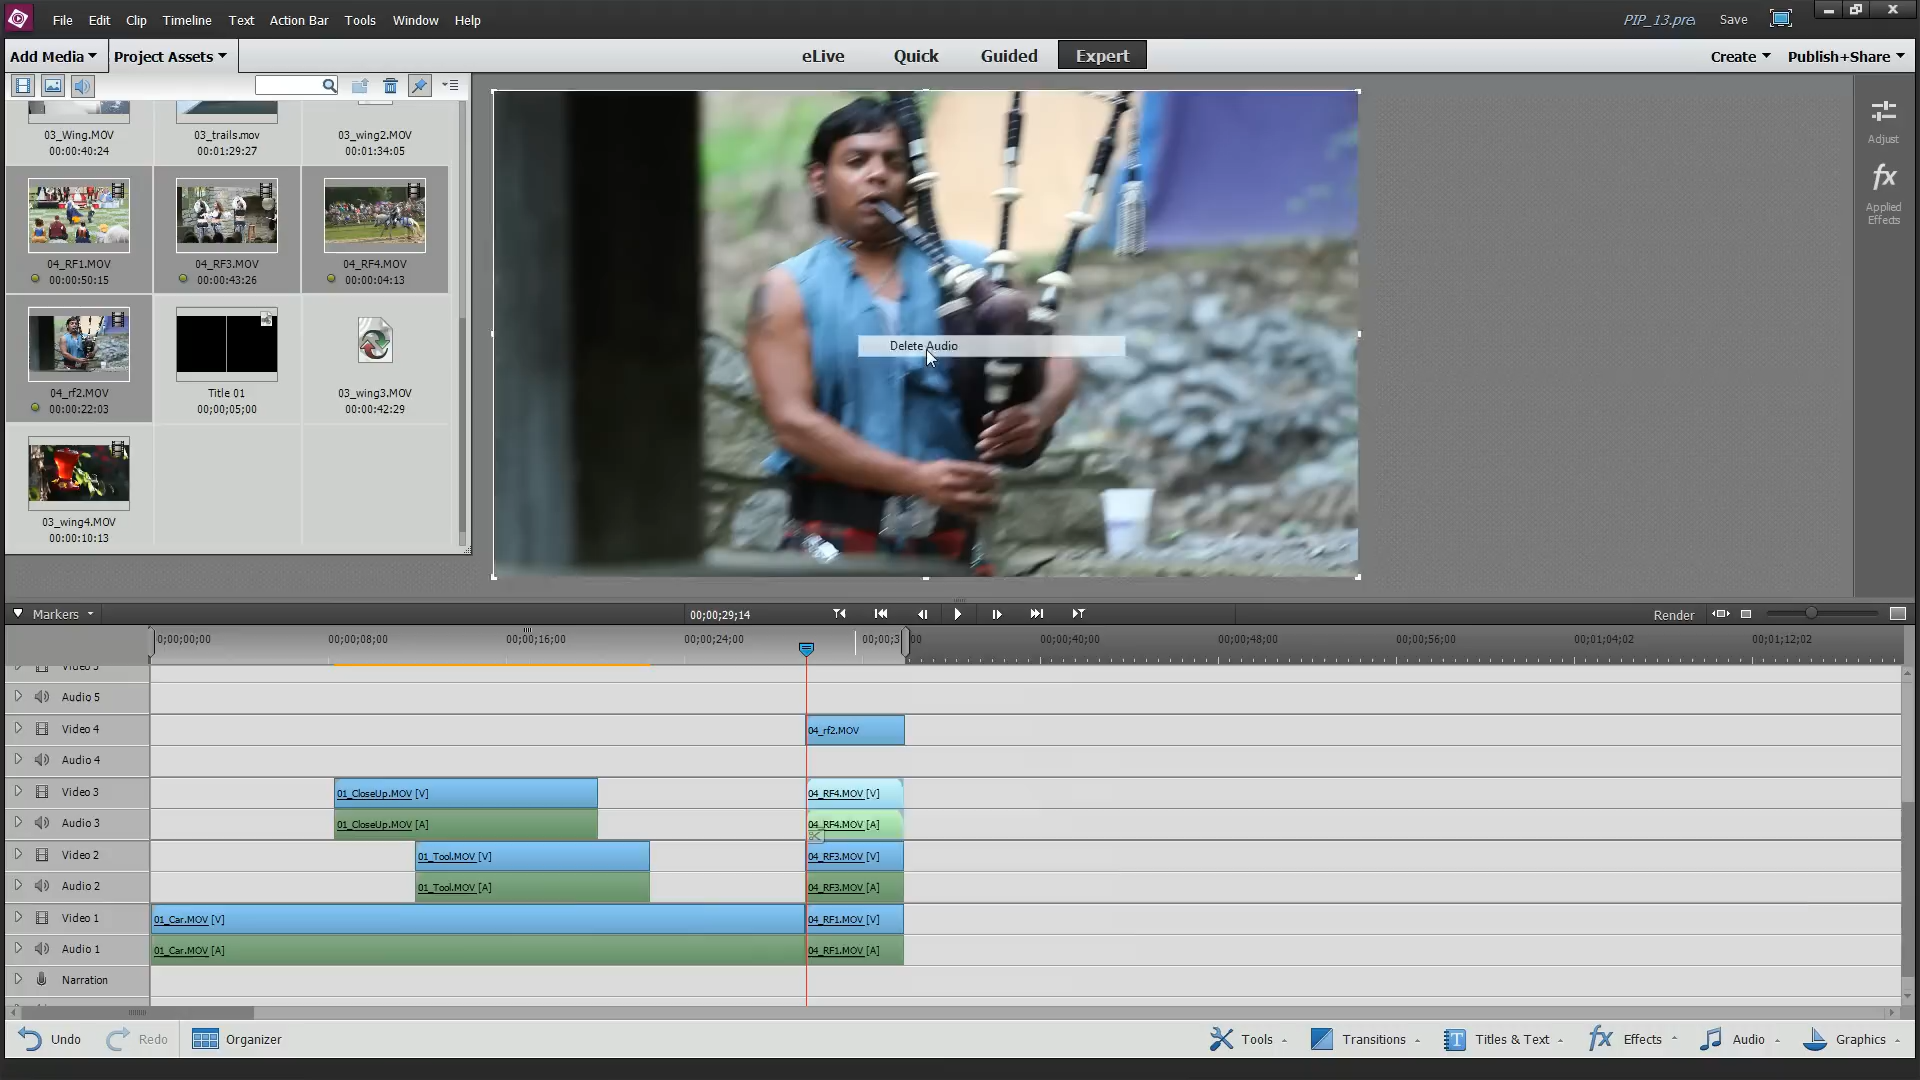 File Edit Clip Timeline Text Action Bar Tools Window Help
PIP_13.prel Save
Add Media Project Assets
eLive Quick Guided Expert
Create Publish+Share
03_Wing.MOV 03_trails.mov 03_wing2.MOV
00:00:40:24 00:01:29:27 00:01:34:05
Adjust
fx
Applied
Effects
04_RF1.MOV 04_RF3.MOV 04_RF4.MOV
00:00:50:15 00:00:43:26 00:00:04:13
Delete Audio
04_rf2.MOV Title 01 03_wing3.MOV
00:00:22:03 00;00;05;00 00:00:42:29
03_wing4.MOV
00:00:10:13
Markers 00;00;29;14 Render
0;00;00;00 00;00;08;00 00;00;16;00 00;00;24;00 00;00;40;00 00;00;48;00 00;00;56;00 00;01;04;02 00;01;12;02
Audio 5
Video 4 04_rf2.MOV
Audio 4
Video 3 01_CloseUp.MOV [V] 04_RF4.MOV [V]
Audio 3 01_CloseUp.MOV [A] 04_RF4.MOV [A]
Video 2 01_Tool.MOV [V] 04_RF3.MOV [V]
Audio 2 01_Tool.MOV [A] 04_RF3.MOV [A]
Video 1 01_Car.MOV [V] 04_RF1.MOV [V]
Audio 1 01_Car.MOV [A] 04_RF1.MOV [A]
Narration
Undo Redo Organizer Tools Transitions T Titles & Text fx Effects Audio Graphics